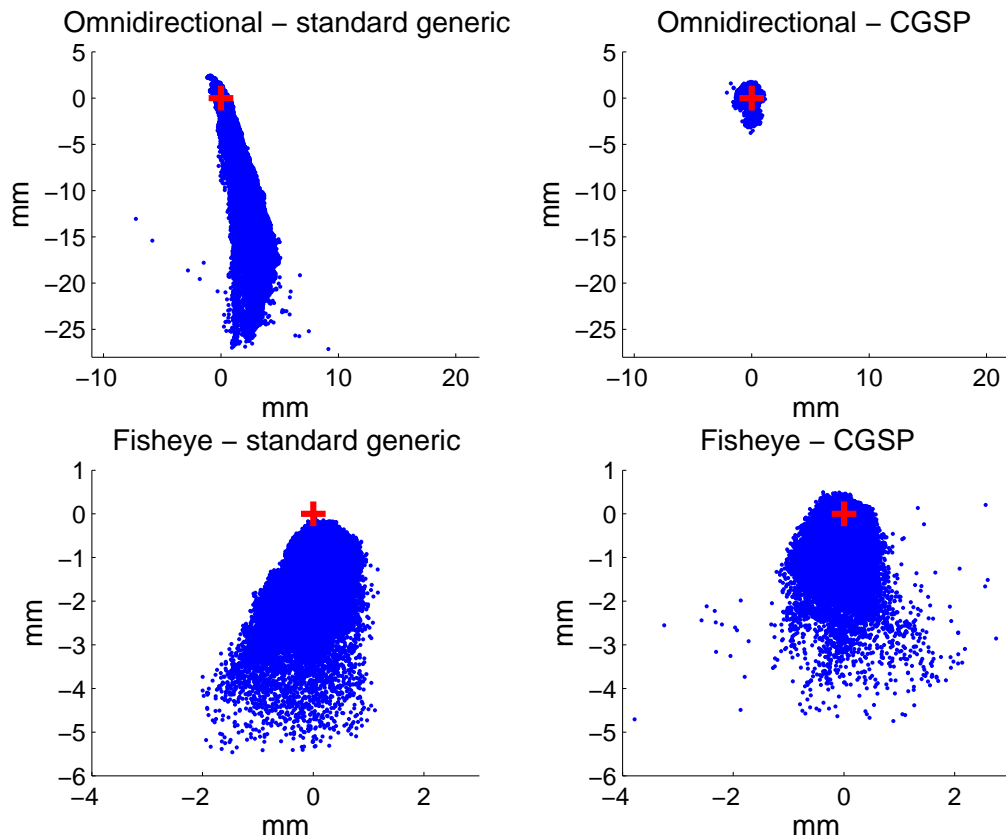 Omnidirectional – standard generic
5
0
−5
−10
−15
−20
−25
mm
−10 0 10 20
mm
Omnidirectional – CGSP
5
0
−5
−10
−15
−20
−25
mm
−10 0 10 20
mm
Fisheye – standard generic
1
0
−1
−2
−3
−4
−5
−6
mm
−4 −2 0 2
mm
Fisheye – CGSP
1
0
−1
−2
−3
−4
−5
−6
mm
−4 −2 0 2
mm